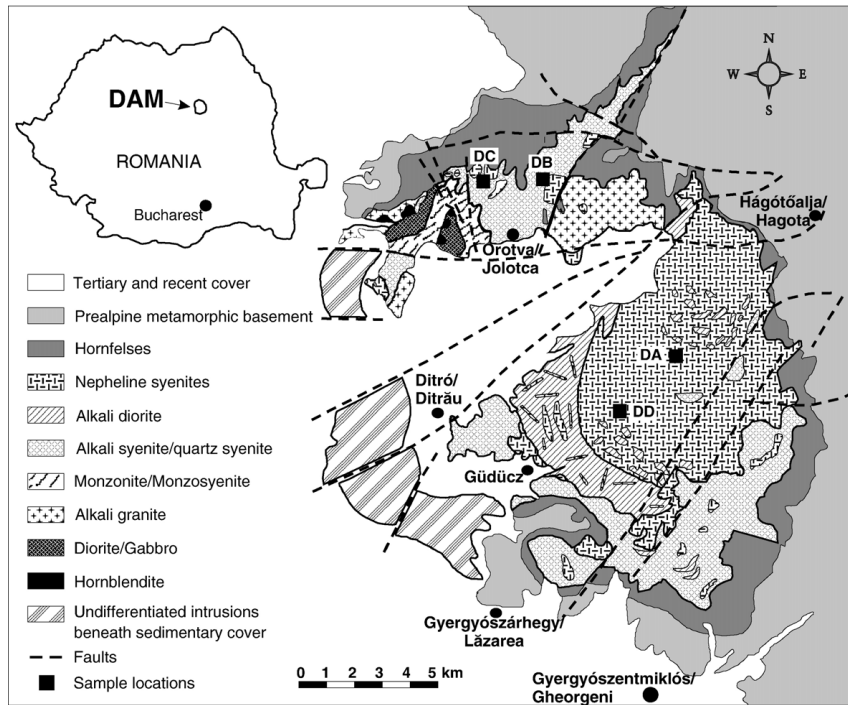 DAM
ROMANIA
Bucharest
N
W
E
S
DC
DB
Hágótőalja/
Hagota
Orotva/
Jolotca
DA
Ditró/
Ditrău
DD
Güdücz
Gyergyószárhegy/
Lăzarea
Gyergyószentmiklós/
Gheorgeni
Tertiary and recent cover
Prealpine metamorphic basement
Hornfelses
Nepheline syenites
Alkali diorite
Alkali syenite/quartz syenite
Monzonite/Monzosyenite
Alkali granite
Diorite/Gabbro
Hornblendite
Undifferentiated intrusions
beneath sedimentary cover
Faults
Sample locations
0 1 2 3 4 5 km